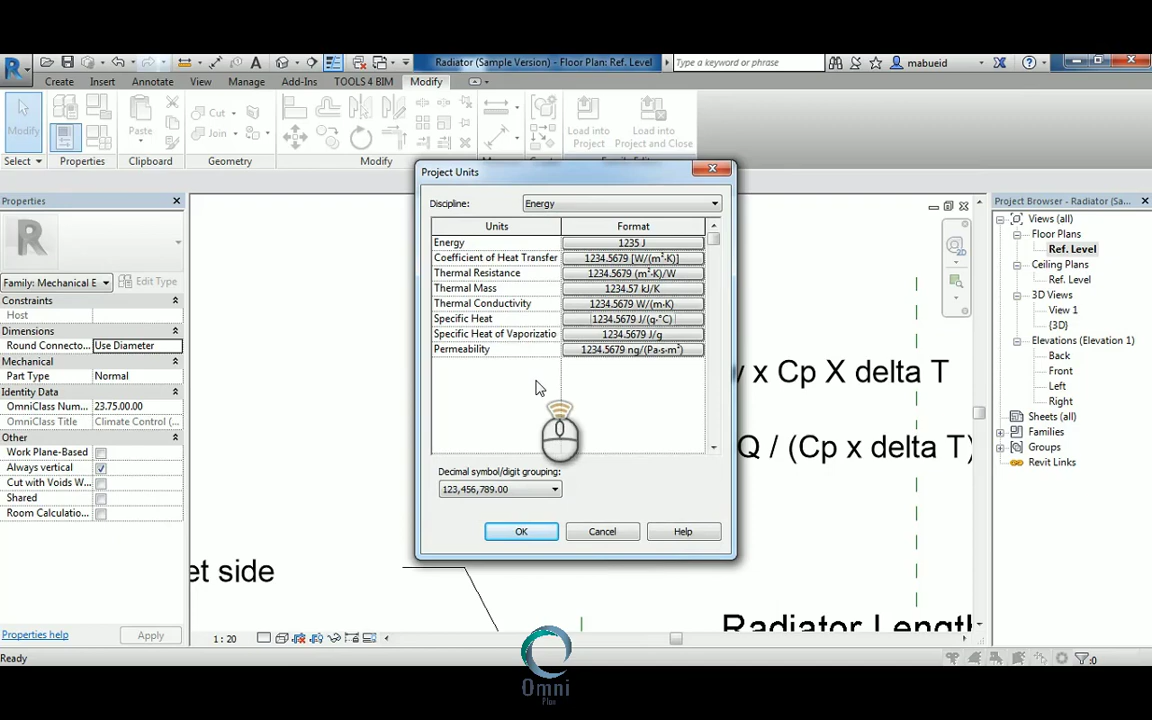 Radiator (Sample Version) - Floor Plan: Ref. Level
Type a keyword or phrase
mabueid
Create Insert Annotate View Manage Add-Ins TOOLS 4 BIM Modify
Modify
Paste
Cut
Join
Load into
Project
Load into
Project and Close
Select Properties Clipboard Geometry Modify
Properties
Family: Mechanical E
Edit Type
Constraints
Host
Dimensions
Round Connecto... Use Diameter
Mechanical
Part Type Normal
Identity Data
OmniClass Num... 23.75.00.00
OmniClass Title Climate Control (...
Other
Work Plane-Based
Always vertical
Cut with Voids W...
Shared
Room Calculatio...
Properties help
Apply
Project Units
Discipline: Energy
Units Format
Energy 1235 J
Coefficient of Heat Transfer 1234.5679 [W/(m²·K)]
Thermal Resistance 1234.5679 (m²·K)/W
Thermal Mass 1234.57 kJ/K
Thermal Conductivity 1234.5679 W/(m·K)
Specific Heat 1234.5679 J/(g·°C)
Specific Heat of Vaporizatio 1234.5679 J/g
Permeability 1234.5679 ng/(Pa·s·m²)
Decimal symbol/digit grouping:
123,456,789.00
OK Cancel Help
x Cp X delta T
Q / (Cp x delta T)
et side
Radiator Length
1 : 20
Project Browser - Radiator (Sa...
Views (all)
Floor Plans
Ref. Level
Ceiling Plans
Ref. Level
3D Views
View 1
{3D}
Elevations (Elevation 1)
Back
Front
Left
Right
Sheets (all)
Families
Groups
Revit Links
Ready
:0
Omni
Plan